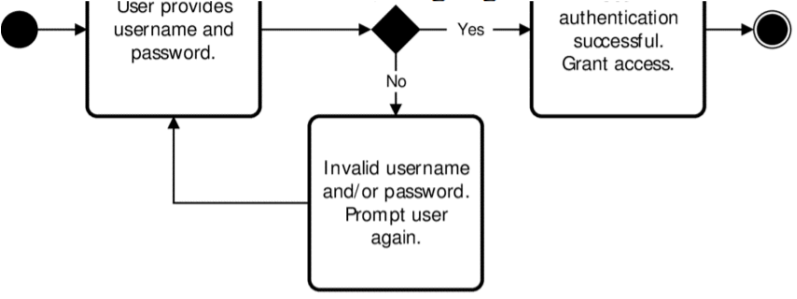 User provides
username and
password.
Yes
authentication
successful.
Grant access.
No
Invalid username
and/or password.
Prompt user
again.